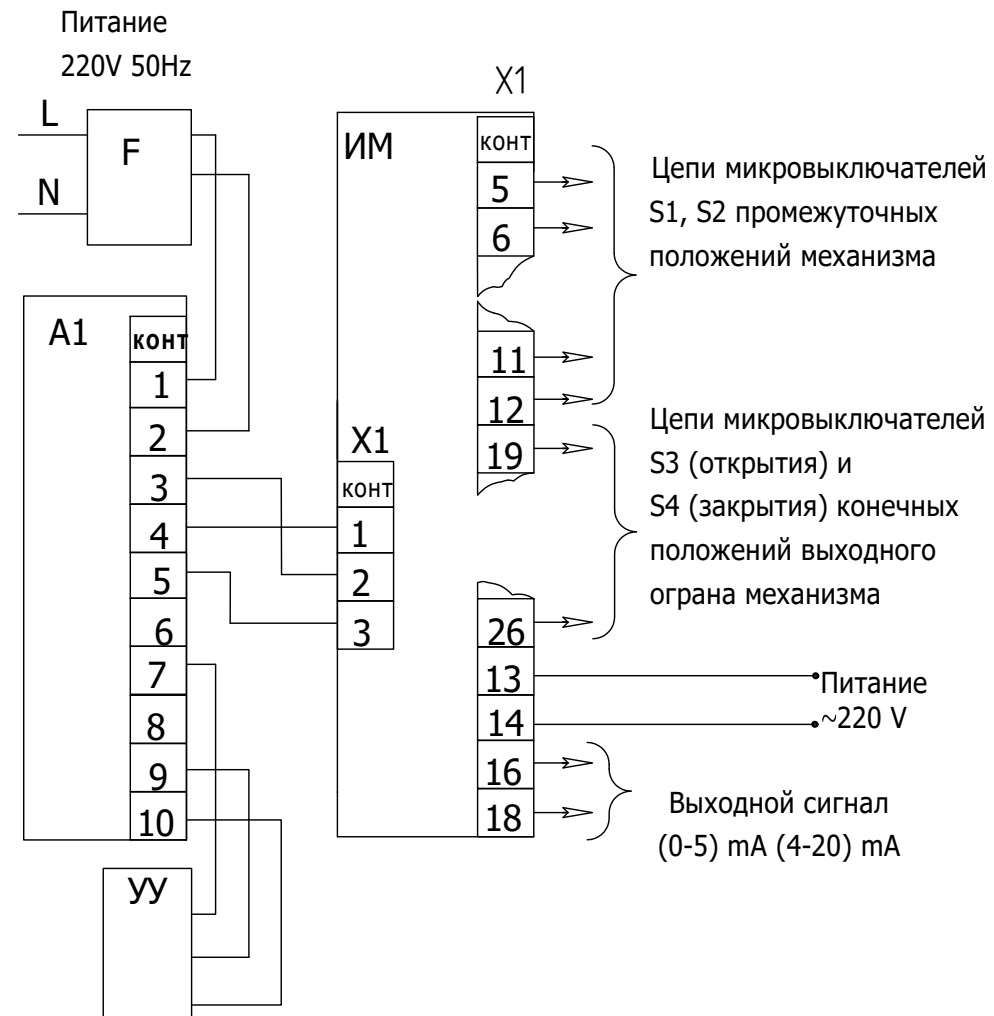 Питание
220V 50Hz
L
N
F
А1
конт
1
2
3
4
5
6
7
8
9
10
УУ
ИМ
X1
конт
1
2
3
X1
конт
5
6
11
12
19
26
13
14
16
18
Цепи микровыключателей
S1, S2 промежуточных
положений механизма
Цепи микровыключателей
S3 (открытия) и
S4 (закрытия) конечных
положений выходного
ограна механизма
Питание
~220 V
Выходной сигнал
(0-5) mA (4-20) mA